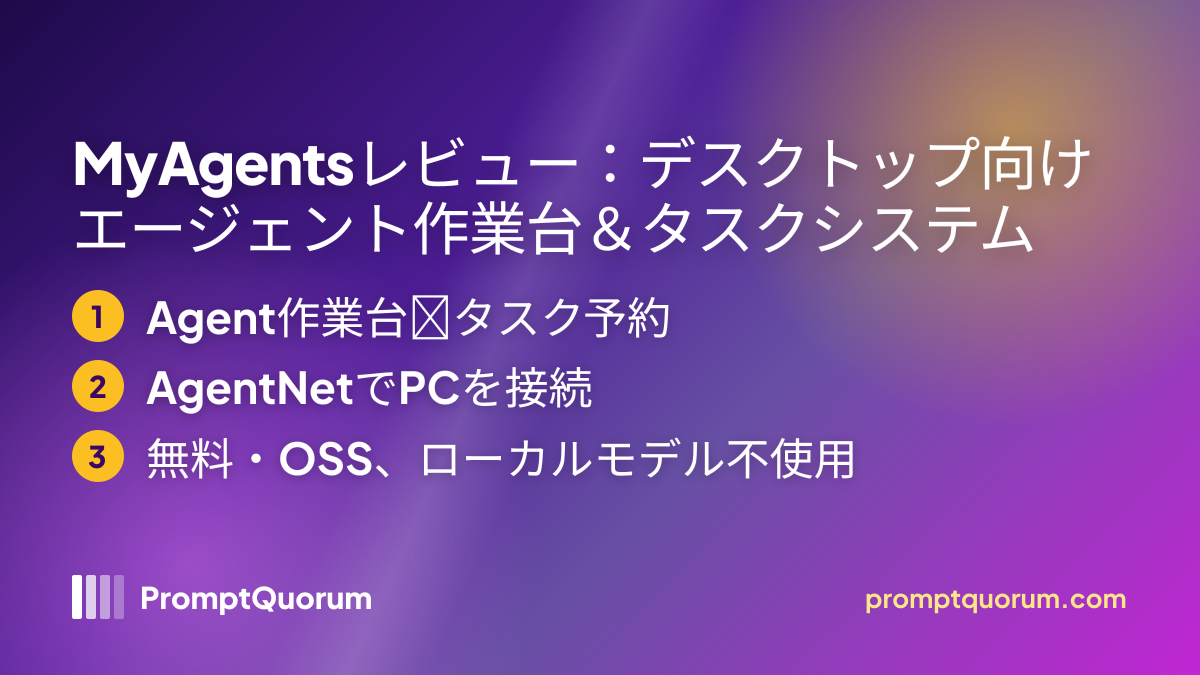 MyAgentsレビュー：デスクトップ向け
エージェント作業台＆タスクシステム
1 Agent作業台タスク予約
2 AgentNetでPCを接続
3 無料・OSS、ローカルモデル不使用
PromptQuorum
promptquorum.com